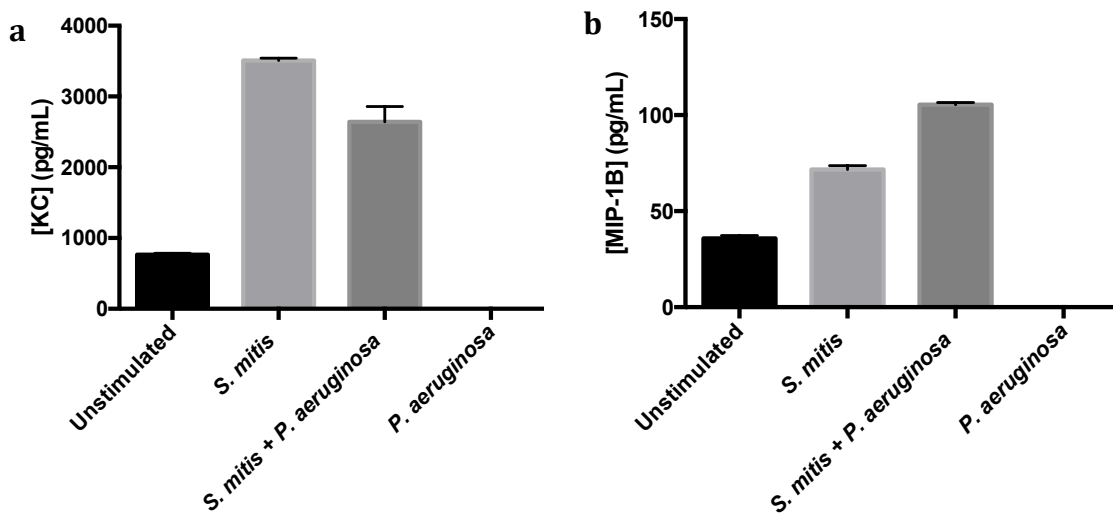 a
[KC] (pg/mL)
4000
3000
2000
1000
0
Unstimulated
S. mitis
S. mitis + P. aeruginosa
P. aeruginosa
b
[MIP-1B] (pg/mL)
150
100
50
0
Unstimulated
S. mitis
S. mitis + P. aeruginosa
P. aeruginosa